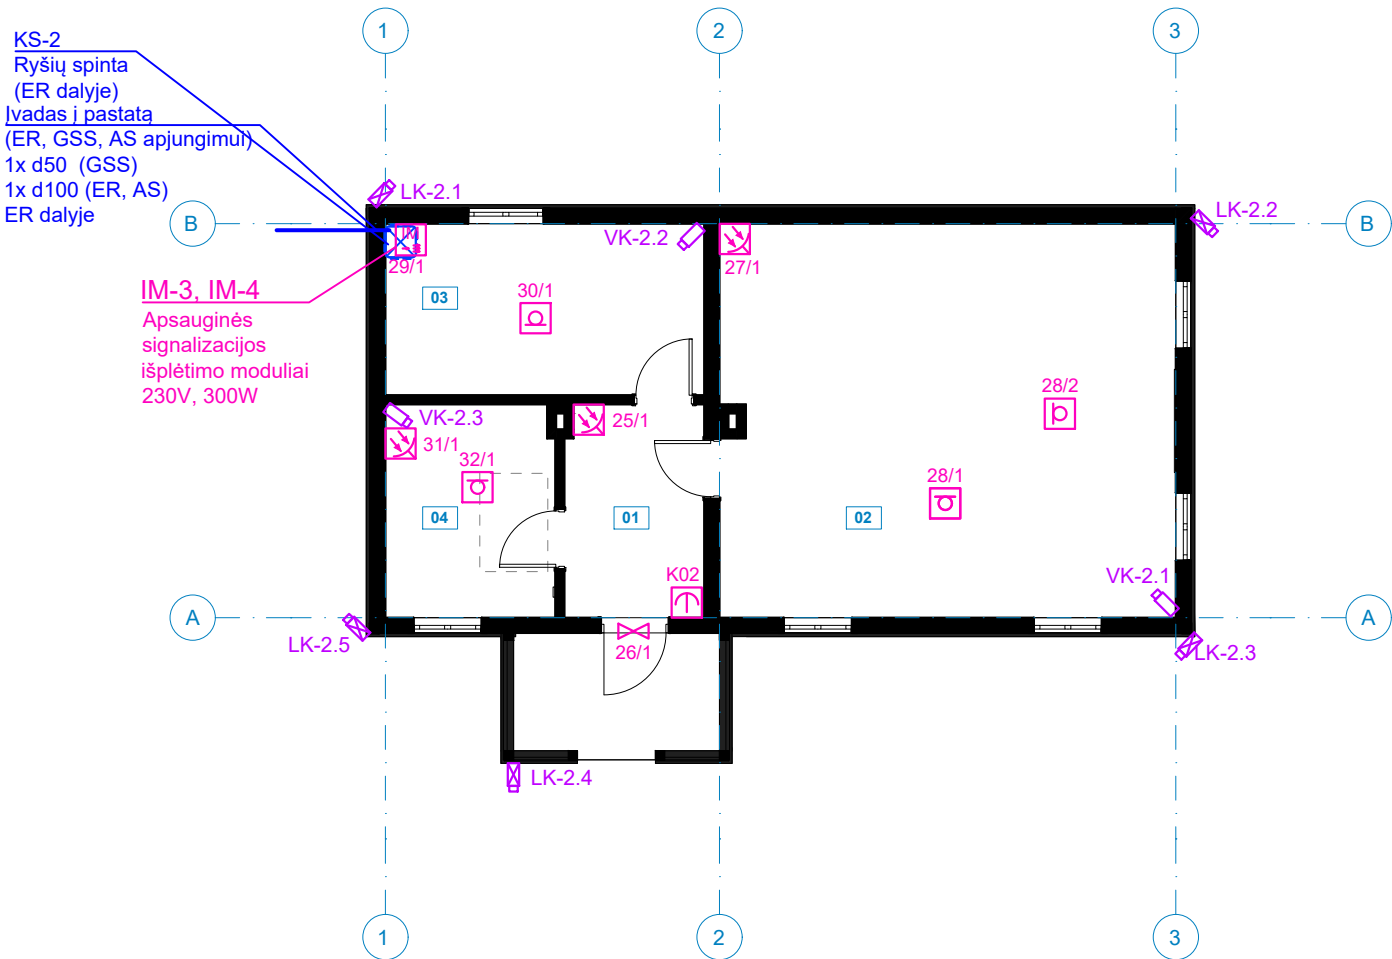 1
2
3
KS-2
Ryšių spinta
(ER dalyje)
Įvadas į pastatą
(ER, GSS, AS apjungimui)
1x d50 (GSS)
1x d100 (ER, AS)
ER dalyje
LK-2.1
LK-2.2
B
B
VK-2.2
IM
29/1
27/1
IM-3, IM-4
Apsauginės
signalizacijos
išplėtimo moduliai
230V, 300W
03
30/1
28/2
VK-2.3
25/1
31/1
32/1
28/1
04
01
02
K02
VK-2.1
A
A
LK-2.5
26/1
LK-2.3
LK-2.4
1
2
3